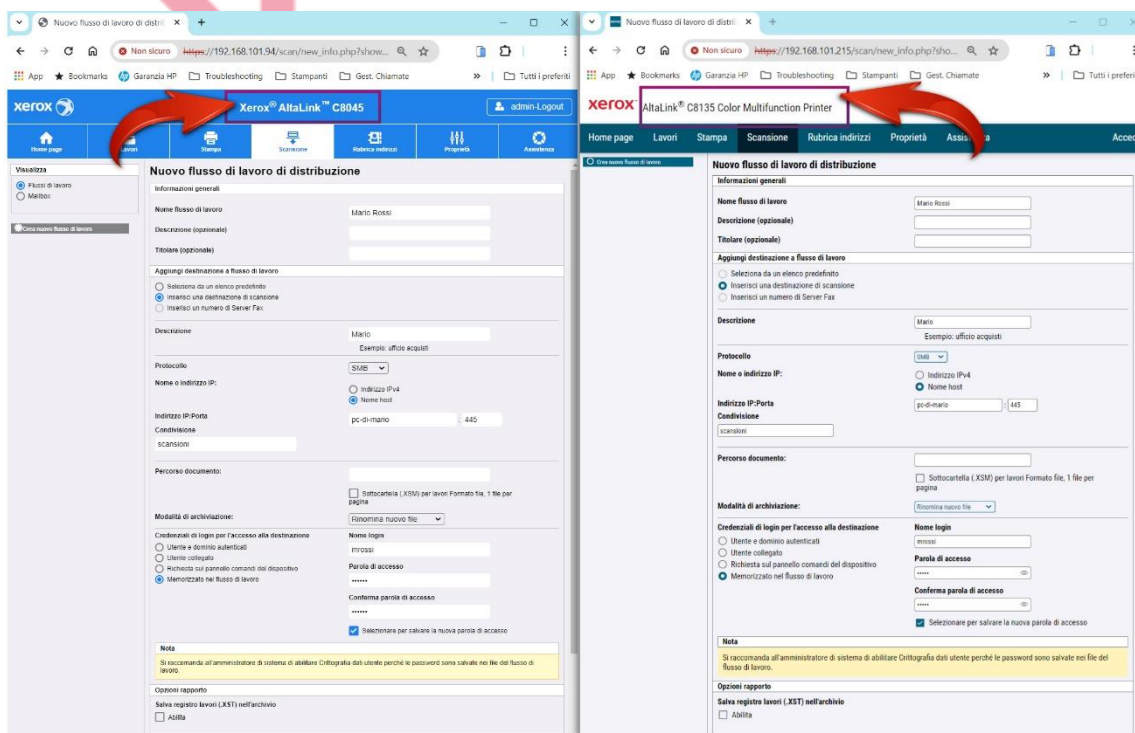 Nuovo flusso di lavoro di distrib
Non sicuro https://192.168.101.94/scan/new_info.php?show...
App Bookmarks Garanzia HP Troubleshooting Stampanti Gest. Chiamate » Tutti i preferiti
xerox
Xerox® AltaLink™ C8045
admin-Logout
Home page Lavori Stampa Scansione Rubrica indirizzi Proprietà Assistenza
Visualizza
Flussi di lavoro
Mailbox
Crea nuovo flusso di lavoro
Nuovo flusso di lavoro di distribuzione
Informazioni generali
Nome flusso di lavoro
Mario Rossi
Descrizione (opzionale)
Titolare (opzionale)
Aggiungi destinazione a flusso di lavoro
Seleziona da un elenco predefinito
Inserisci una destinazione di scansione
Inserisci un numero di Server Fax
Descrizione
Mario
Esempio: ufficio acquisti
Protocollo
SMB
Nome o indirizzo IP:
Indirizzo IPv4
Nome host
Indirizzo IP:Porta
pc-di-mario : 445
Condivisione
scansioni
Percorso documento:
Sottocartella (.XSM) per lavori Formato file, 1 file per
pagina
Modalità di archiviazione:
Rinomina nuovo file
Credenziali di login per l'accesso alla destinazione
Utente e dominio autenticati
Utente collegato
Richiesta sul pannello comandi del dispositivo
Memorizzato nel flusso di lavoro
Nome login
mrossi
Parola di accesso
••••••
Conferma parola di accesso
••••••
Selezionare per salvare la nuova parola di accesso
Nota
Si raccomanda all'amministratore di sistema di abilitare Crittografia dati utente perché le password sono salvate nei file del flusso di
lavoro.
Opzioni rapporto
Salva registro lavori (.XST) nell'archivio
Abilita
Nuovo flusso di lavoro di distrib
Non sicuro https://192.168.101.215/scan/new_info.php?sho...
App Bookmarks Garanzia HP Troubleshooting Stampanti Gest. Chiamate » Tutti i preferi
xerox™
AltaLink® C8135 Color Multifunction Printer
Home page Lavori Stampa Scansione Rubrica indirizzi Proprietà Acced
Crea nuovo flusso di lavoro
Nuovo flusso di lavoro di distribuzione
Informazioni generali
Nome flusso di lavoro
Mario Rossi
Descrizione (opzionale)
Titolare (opzionale)
Aggiungi destinazione a flusso di lavoro
Seleziona da un elenco predefinito
Inserisci una destinazione di scansione
Inserisci un numero di Server Fax
Descrizione
Mario
Esempio: ufficio acquisti
Protocollo
SMB
Nome o indirizzo IP:
Indirizzo IPv4
Nome host
Indirizzo IP:Porta
pc-di-mario : 445
Condivisione
scansioni
Percorso documento:
Sottocartella (.XSM) per lavori Formato file, 1 file per
pagina
Modalità di archiviazione:
Rinomina nuovo file
Credenziali di login per l'accesso alla destinazione
Utente e dominio autenticati
Utente collegato
Richiesta sul pannello comandi del dispositivo
Memorizzato nel flusso di lavoro
Nome login
mrossi
Parola di accesso
•••••
Conferma parola di accesso
•••••
Selezionare per salvare la nuova parola di accesso
Nota
Si raccomanda all'amministratore di sistema di abilitare Crittografia dati utente perché le password sono salvate nei file del
flusso di lavoro.
Opzioni rapporto
Salva registro lavori (.XST) nell'archivio
Abilita